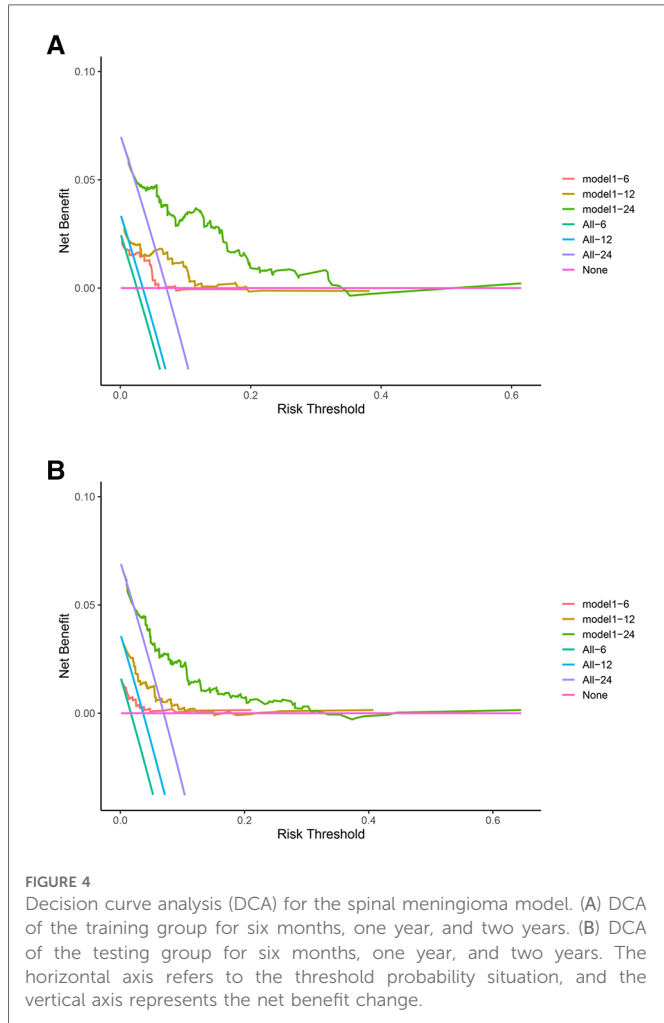 A
0.10
0.05
0.00
Net Benefit
0.0
0.2
0.4
0.6
Risk Threshold
model1-6
model1-12
model1-24
All-6
All-12
All-24
None
B
0.10
0.05
0.00
Net Benefit
0.0
0.2
0.4
0.6
Risk Threshold
model1-6
model1-12
model1-24
All-6
All-12
All-24
None
FIGURE 4
Decision curve analysis (DCA) for the spinal meningioma model. (A) DCA
of the training group for six months, one year, and two years. (B) DCA
of the testing group for six months, one year, and two years. The
horizontal axis refers to the threshold probability situation, and the
vertical axis represents the net benefit change.